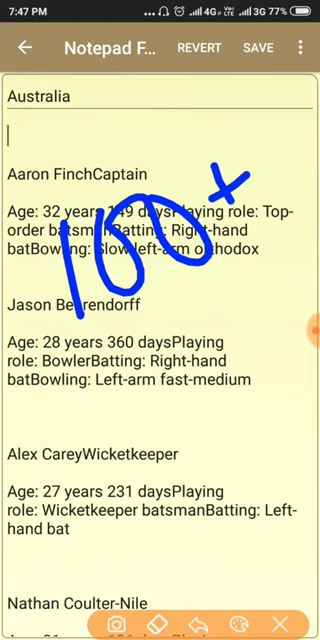 7:47 PM ... 4G VoLTE 3G 77%
Notepad F... REVERT SAVE
Australia
Aaron FinchCaptain
100+
Age: 32 years 149 daysPlaying role: Top-
order batsmanBatting: Right-hand
batBowling: Slow left-arm orthodox
Jason Behrendorff
Age: 28 years 360 daysPlaying
role: BowlerBatting: Right-hand
batBowling: Left-arm fast-medium
Alex CareyWicketkeeper
Age: 27 years 231 daysPlaying
role: Wicketkeeper batsmanBatting: Left-
hand bat
Nathan Coulter-Nile